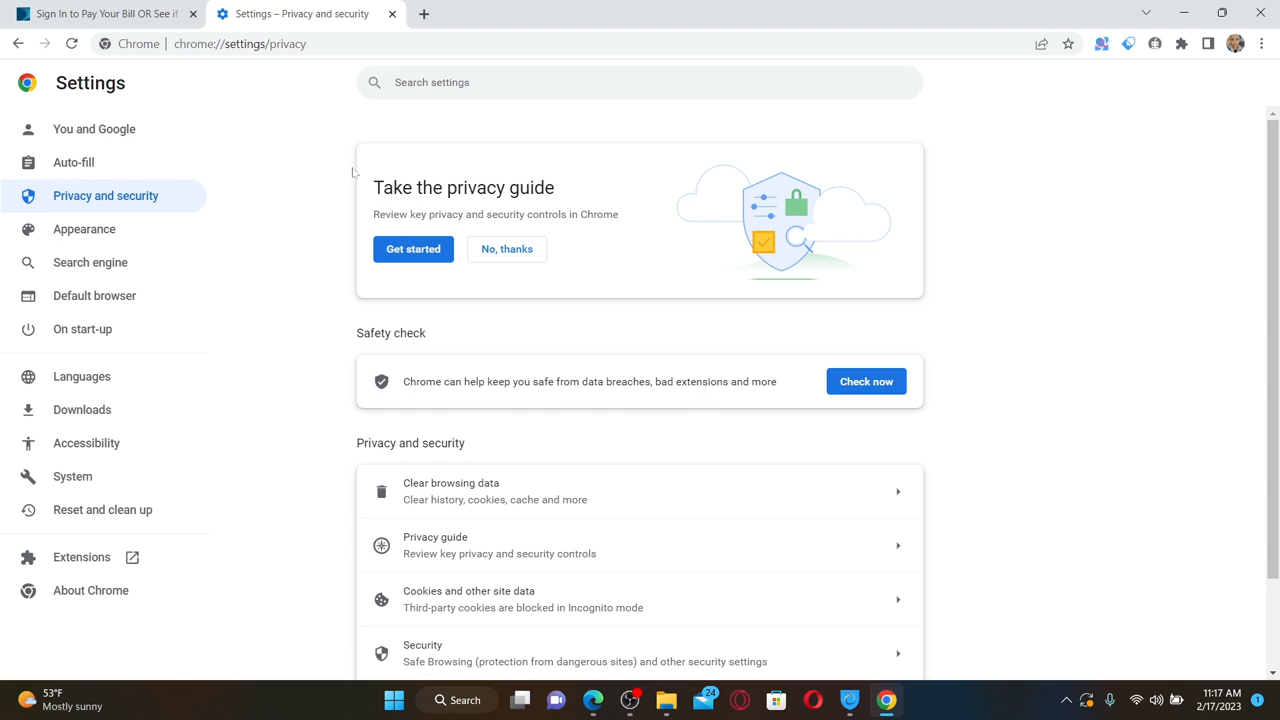 Sign In to Pay Your Bill OR See if
Settings – Privacy and security
Chrome
chrome://settings/privacy
Settings
Search settings
You and Google
Auto-fill
Privacy and security
Appearance
Search engine
Default browser
On start-up
Languages
Downloads
Accessibility
System
Reset and clean up
Extensions
About Chrome
Take the privacy guide
Review key privacy and security controls in Chrome
Get started
No, thanks
Safety check
Chrome can help keep you safe from data breaches, bad extensions and more
Check now
Privacy and security
Clear browsing data
Clear history, cookies, cache and more
Privacy guide
Review key privacy and security controls
Cookies and other site data
Third-party cookies are blocked in Incognito mode
Security
Safe Browsing (protection from dangerous sites) and other security settings
53°F
Mostly sunny
Search
24
11:17 AM
2/17/2023
1